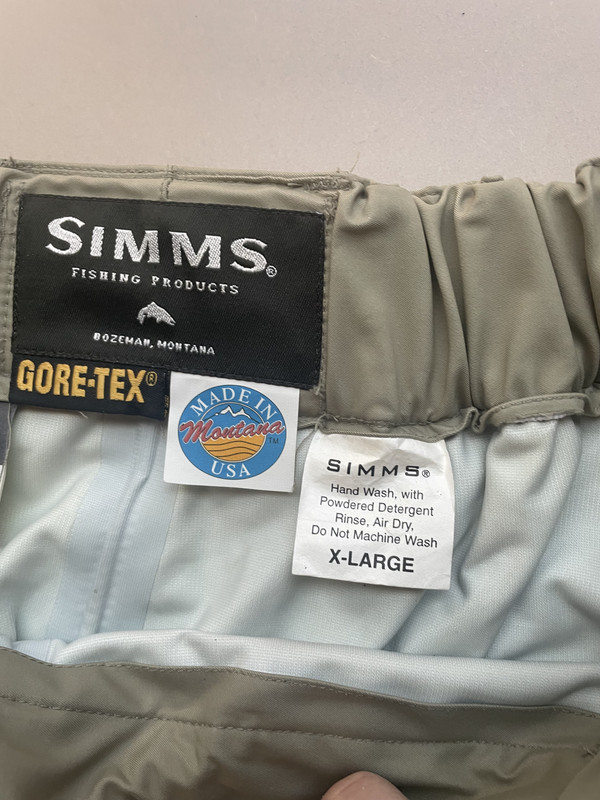 SIMMS®
FISHING PRODUCTS
BOZEMAN, MONTANA
GORE-TEX®
MADE IN
Montana™
USA
SIMMS®
Hand Wash, with
Powdered Detergent
Rinse, Air Dry,
Do Not Machine Wash
X-LARGE